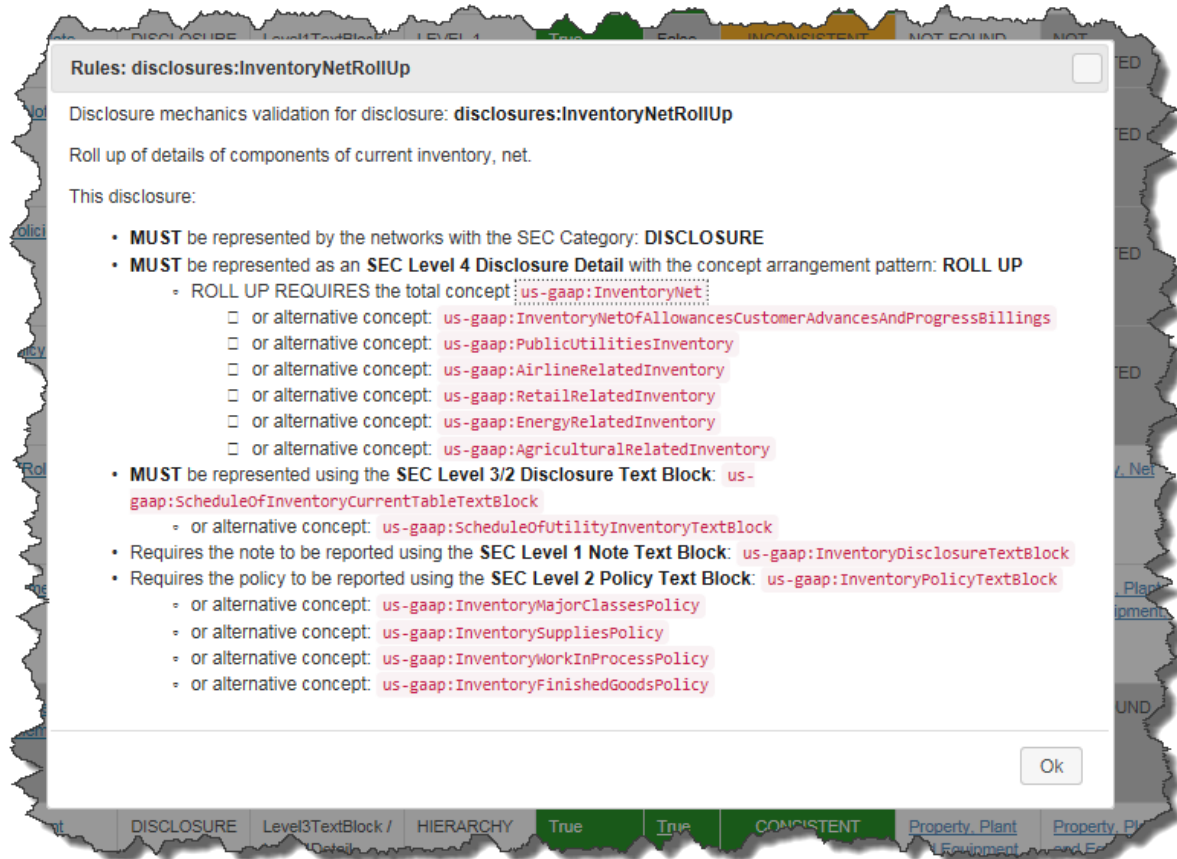 DISCLOSURE Level1TextBlock LEVEL 1 True False INCONSISTENT NOT FOUND NOT
Rules: disclosures:InventoryNetRollUp
Disclosure mechanics validation for disclosure: disclosures:InventoryNetRollUp
Roll up of details of components of current inventory, net.
This disclosure:
• MUST be represented by the networks with the SEC Category: DISCLOSURE
• MUST be represented as an SEC Level 4 Disclosure Detail with the concept arrangement pattern: ROLL UP
◦ ROLL UP REQUIRES the total concept us-gaap:InventoryNet
□ or alternative concept: us-gaap:InventoryNetOfAllowancesCustomerAdvancesAndProgressBillings
□ or alternative concept: us-gaap:PublicUtilitiesInventory
□ or alternative concept: us-gaap:AirlineRelatedInventory
□ or alternative concept: us-gaap:RetailRelatedInventory
□ or alternative concept: us-gaap:EnergyRelatedInventory
□ or alternative concept: us-gaap:AgriculturalRelatedInventory
• MUST be represented using the SEC Level 3/2 Disclosure Text Block: us-
gaap:ScheduleOfInventoryCurrentTableTextBlock
◦ or alternative concept: us-gaap:ScheduleOfUtilityInventoryTextBlock
• Requires the note to be reported using the SEC Level 1 Note Text Block: us-gaap:InventoryDisclosureTextBlock
• Requires the policy to be reported using the SEC Level 2 Policy Text Block: us-gaap:InventoryPolicyTextBlock
◦ or alternative concept: us-gaap:InventoryMajorClassesPolicy
◦ or alternative concept: us-gaap:InventorySuppliesPolicy
◦ or alternative concept: us-gaap:InventoryWorkInProcessPolicy
◦ or alternative concept: us-gaap:InventoryFinishedGoodsPolicy
Ok
DISCLOSURE Level3TextBlock / HIERARCHY True True CONSISTENT Property, Plant Property, Pl
Detail and Equipment